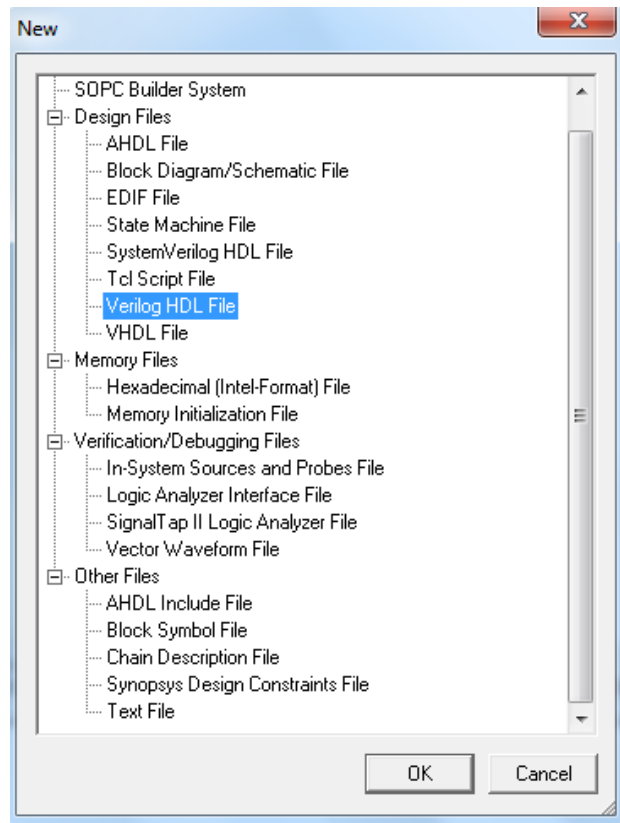 New
SOPC Builder System
Design Files
AHDL File
Block Diagram/Schematic File
EDIF File
State Machine File
SystemVerilog HDL File
Tcl Script File
Verilog HDL File
VHDL File
Memory Files
Hexadecimal (Intel-Format) File
Memory Initialization File
Verification/Debugging Files
In-System Sources and Probes File
Logic Analyzer Interface File
SignalTap II Logic Analyzer File
Vector Waveform File
Other Files
AHDL Include File
Block Symbol File
Chain Description File
Synopsys Design Constraints File
Text File
OK Cancel